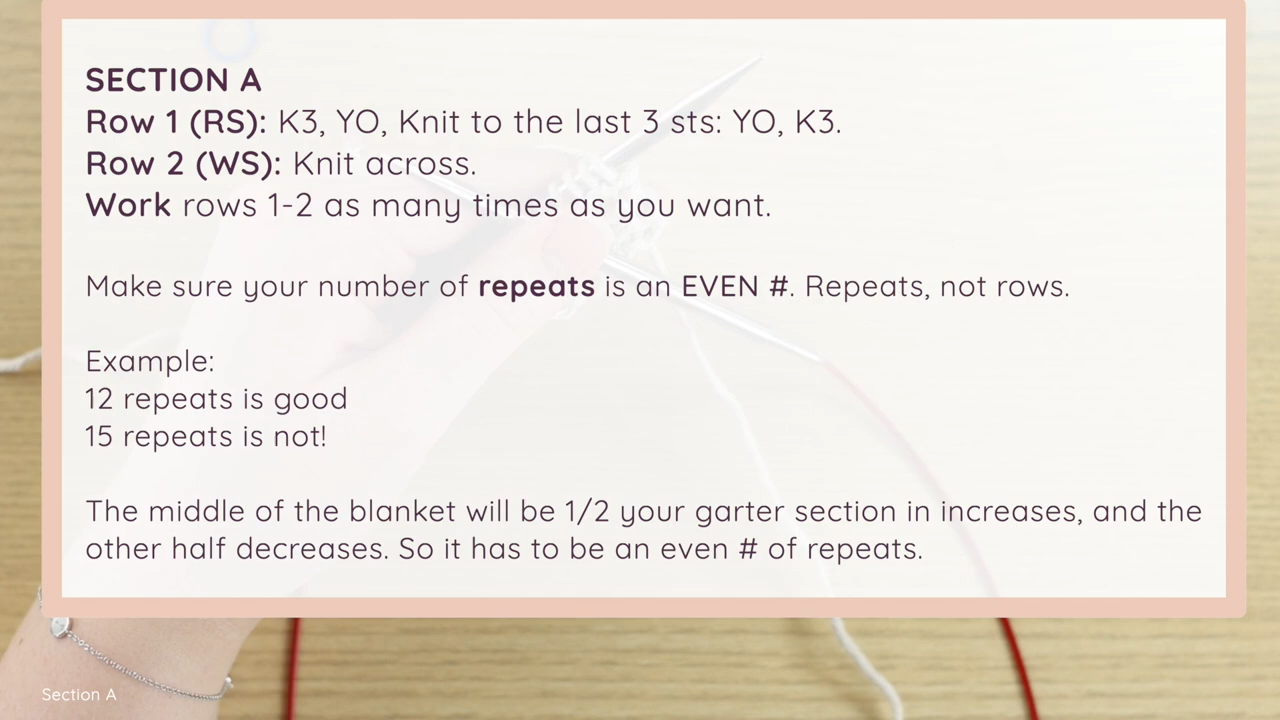 SECTION A
Row 1 (RS): K3, YO, Knit to the last 3 sts: YO, K3.
Row 2 (WS): Knit across.
Work rows 1-2 as many times as you want.
Make sure your number of repeats is an EVEN #. Repeats, not rows.
Example:
12 repeats is good
15 repeats is not!
The middle of the blanket will be 1/2 your garter section in increases, and the
other half decreases. So it has to be an even # of repeats.
Section A